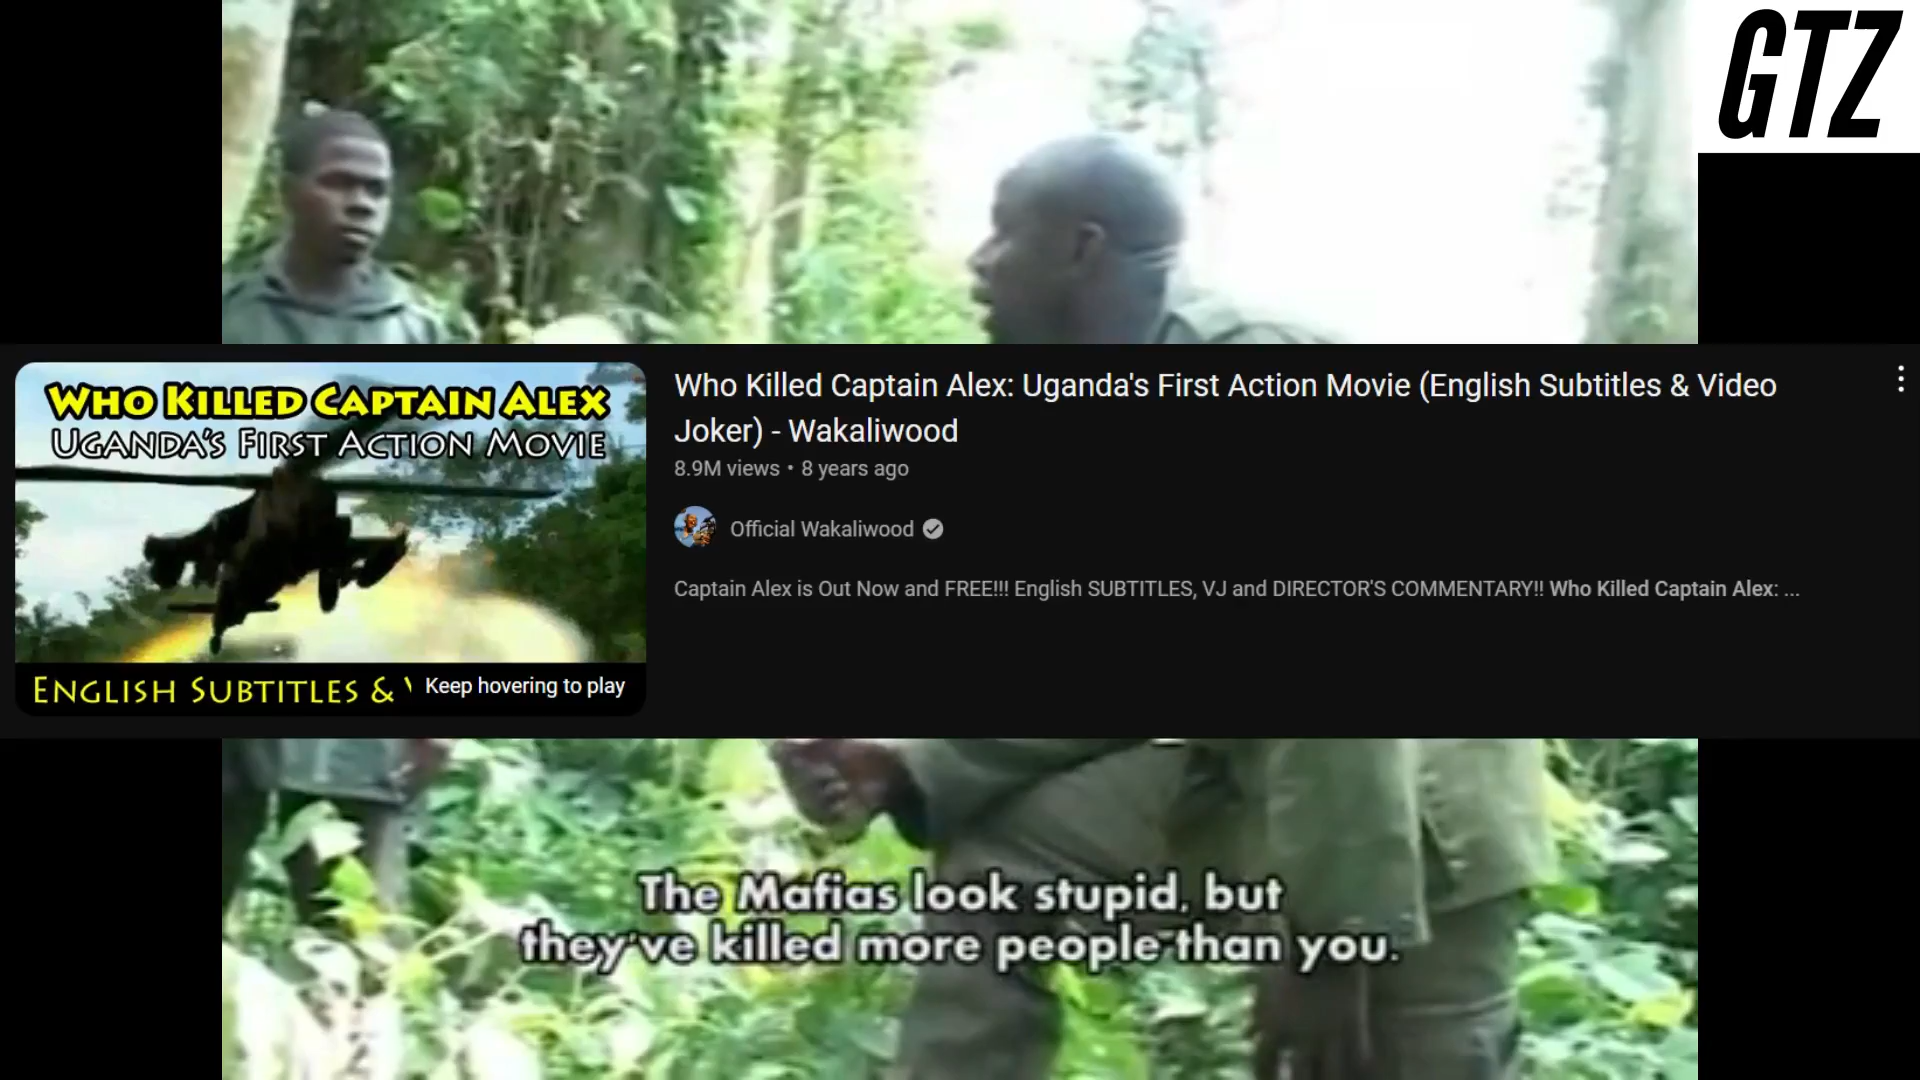 GTZ
WHO KILLED CAPTAIN ALEX
UGANDA'S FIRST ACTION MOVIE
ENGLISH SUBTITLES &
Keep hovering to play
Who Killed Captain Alex: Uganda's First Action Movie (English Subtitles & Video
Joker) - Wakaliwood
8.9M views • 8 years ago
Official Wakaliwood
Captain Alex is Out Now and FREE!!! English SUBTITLES, VJ and DIRECTOR'S COMMENTARY!! Who Killed Captain Alex: ...
The Mafias look stupid, but
they've killed more people than you.